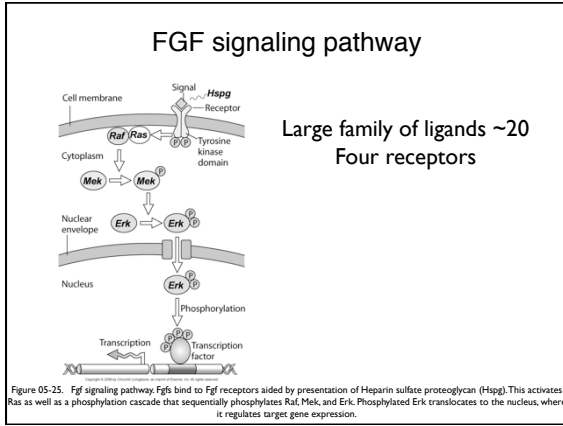 FGF signaling pathway
Signal
Hspg
Cell membrane
Receptor
Raf
Ras
P P
Tyrosine
kinase
domain
Cytoplasm
P
Mek
Mek
Nuclear
envelope
Erk
Erk
P
P
Nucleus
Erk
P
P
Phosphorylation
P P P
P
Transcription
Transcription
factor
Large family of ligands ~20
Four receptors
Figure 05-25. Fgf signaling pathway. Fgfs bind to Fgf receptors aided by presentation of Heparin sulfate proteoglycan (Hspg). This activates
Ras as well as a phosphylation cascade that sequentially phosphylates Raf, Mek, and Erk. Phosphylated Erk translocates to the nucleus, where
it regulates target gene expression.